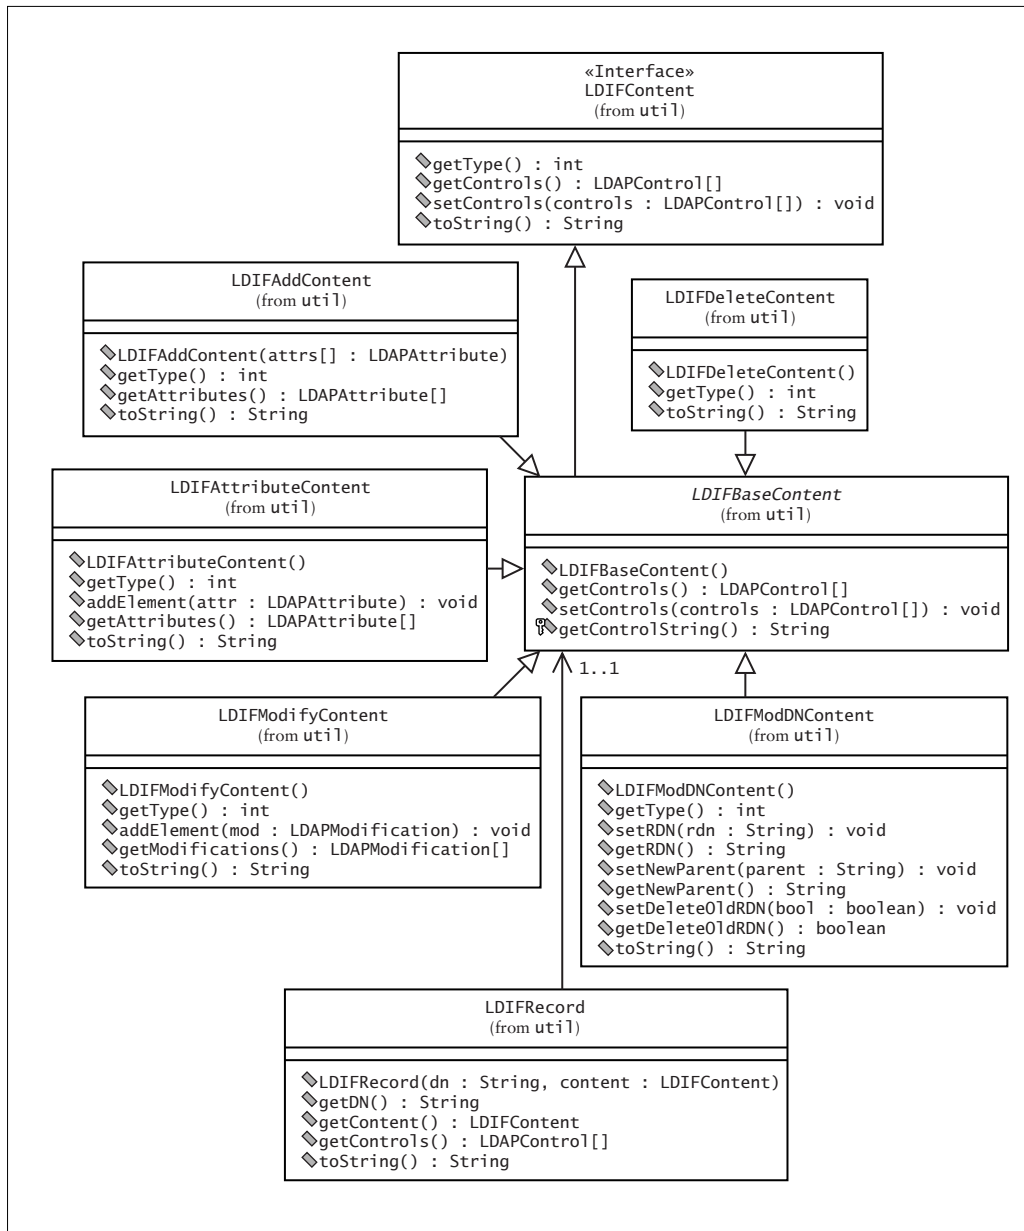 «Interface»
LDIFContent
(from util)
getType() : int
getControls() : LDAPControl[]
setControls(controls : LDAPControl[]) : void
toString() : String
LDIFAddContent
(from util)
LDIFAddContent(attrs[] : LDAPAttribute)
getType() : int
getAttributes() : LDAPAttribute[]
toString() : String
LDIFDeleteContent
(from util)
LDIFDeleteContent()
getType() : int
toString() : String
LDIFAttributeContent
(from util)
LDIFAttributeContent()
getType() : int
addElement(attr : LDAPAttribute) : void
getAttributes() : LDAPAttribute[]
toString() : String
LDIFBaseContent
(from util)
LDIFBaseContent()
getControls() : LDAPControl[]
setControls(controls : LDAPControl[]) : void
getControlString() : String
1..1
LDIFModifyContent
(from util)
LDIFModifyContent()
getType() : int
addElement(mod : LDAPModification) : void
getModifications() : LDAPModification[]
toString() : String
LDIFModDNContent
(from util)
LDIFModDNContent()
getType() : int
setRDN(rdn : String) : void
getRDN() : String
setNewParent(parent : String) : void
getNewParent() : String
setDeleteOldRDN(bool : boolean) : void
getDeleteOldRDN() : boolean
toString() : String
LDIFRecord
(from util)
LDIFRecord(dn : String, content : LDIFContent)
getDN() : String
getContent() : LDIFContent
getControls() : LDAPControl[]
toString() : String